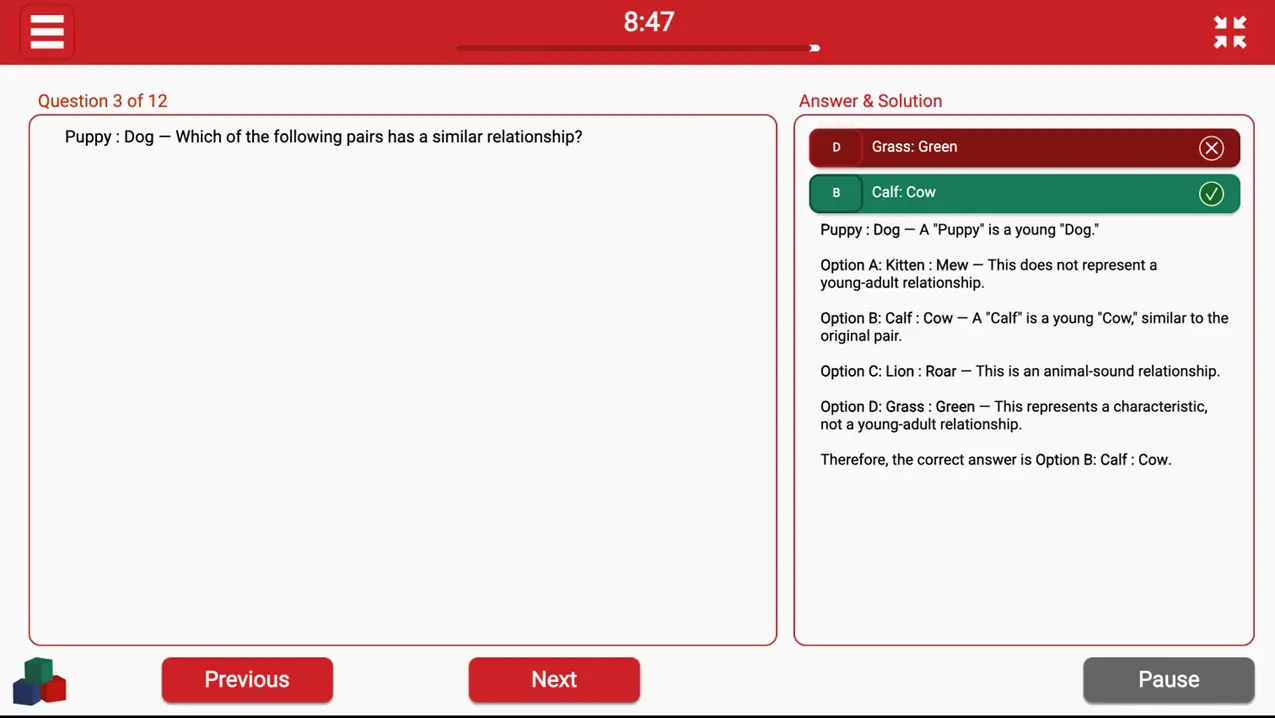 8:47
Question 3 of 12
Puppy : Dog — Which of the following pairs has a similar relationship?
Answer & Solution
D Grass: Green
B Calf: Cow
Puppy : Dog — A "Puppy" is a young "Dog."
Option A: Kitten : Mew — This does not represent a
young-adult relationship.
Option B: Calf : Cow — A "Calf" is a young "Cow," similar to the
original pair.
Option C: Lion : Roar — This is an animal-sound relationship.
Option D: Grass : Green — This represents a characteristic,
not a young-adult relationship.
Therefore, the correct answer is Option B: Calf : Cow.
Previous
Next
Pause